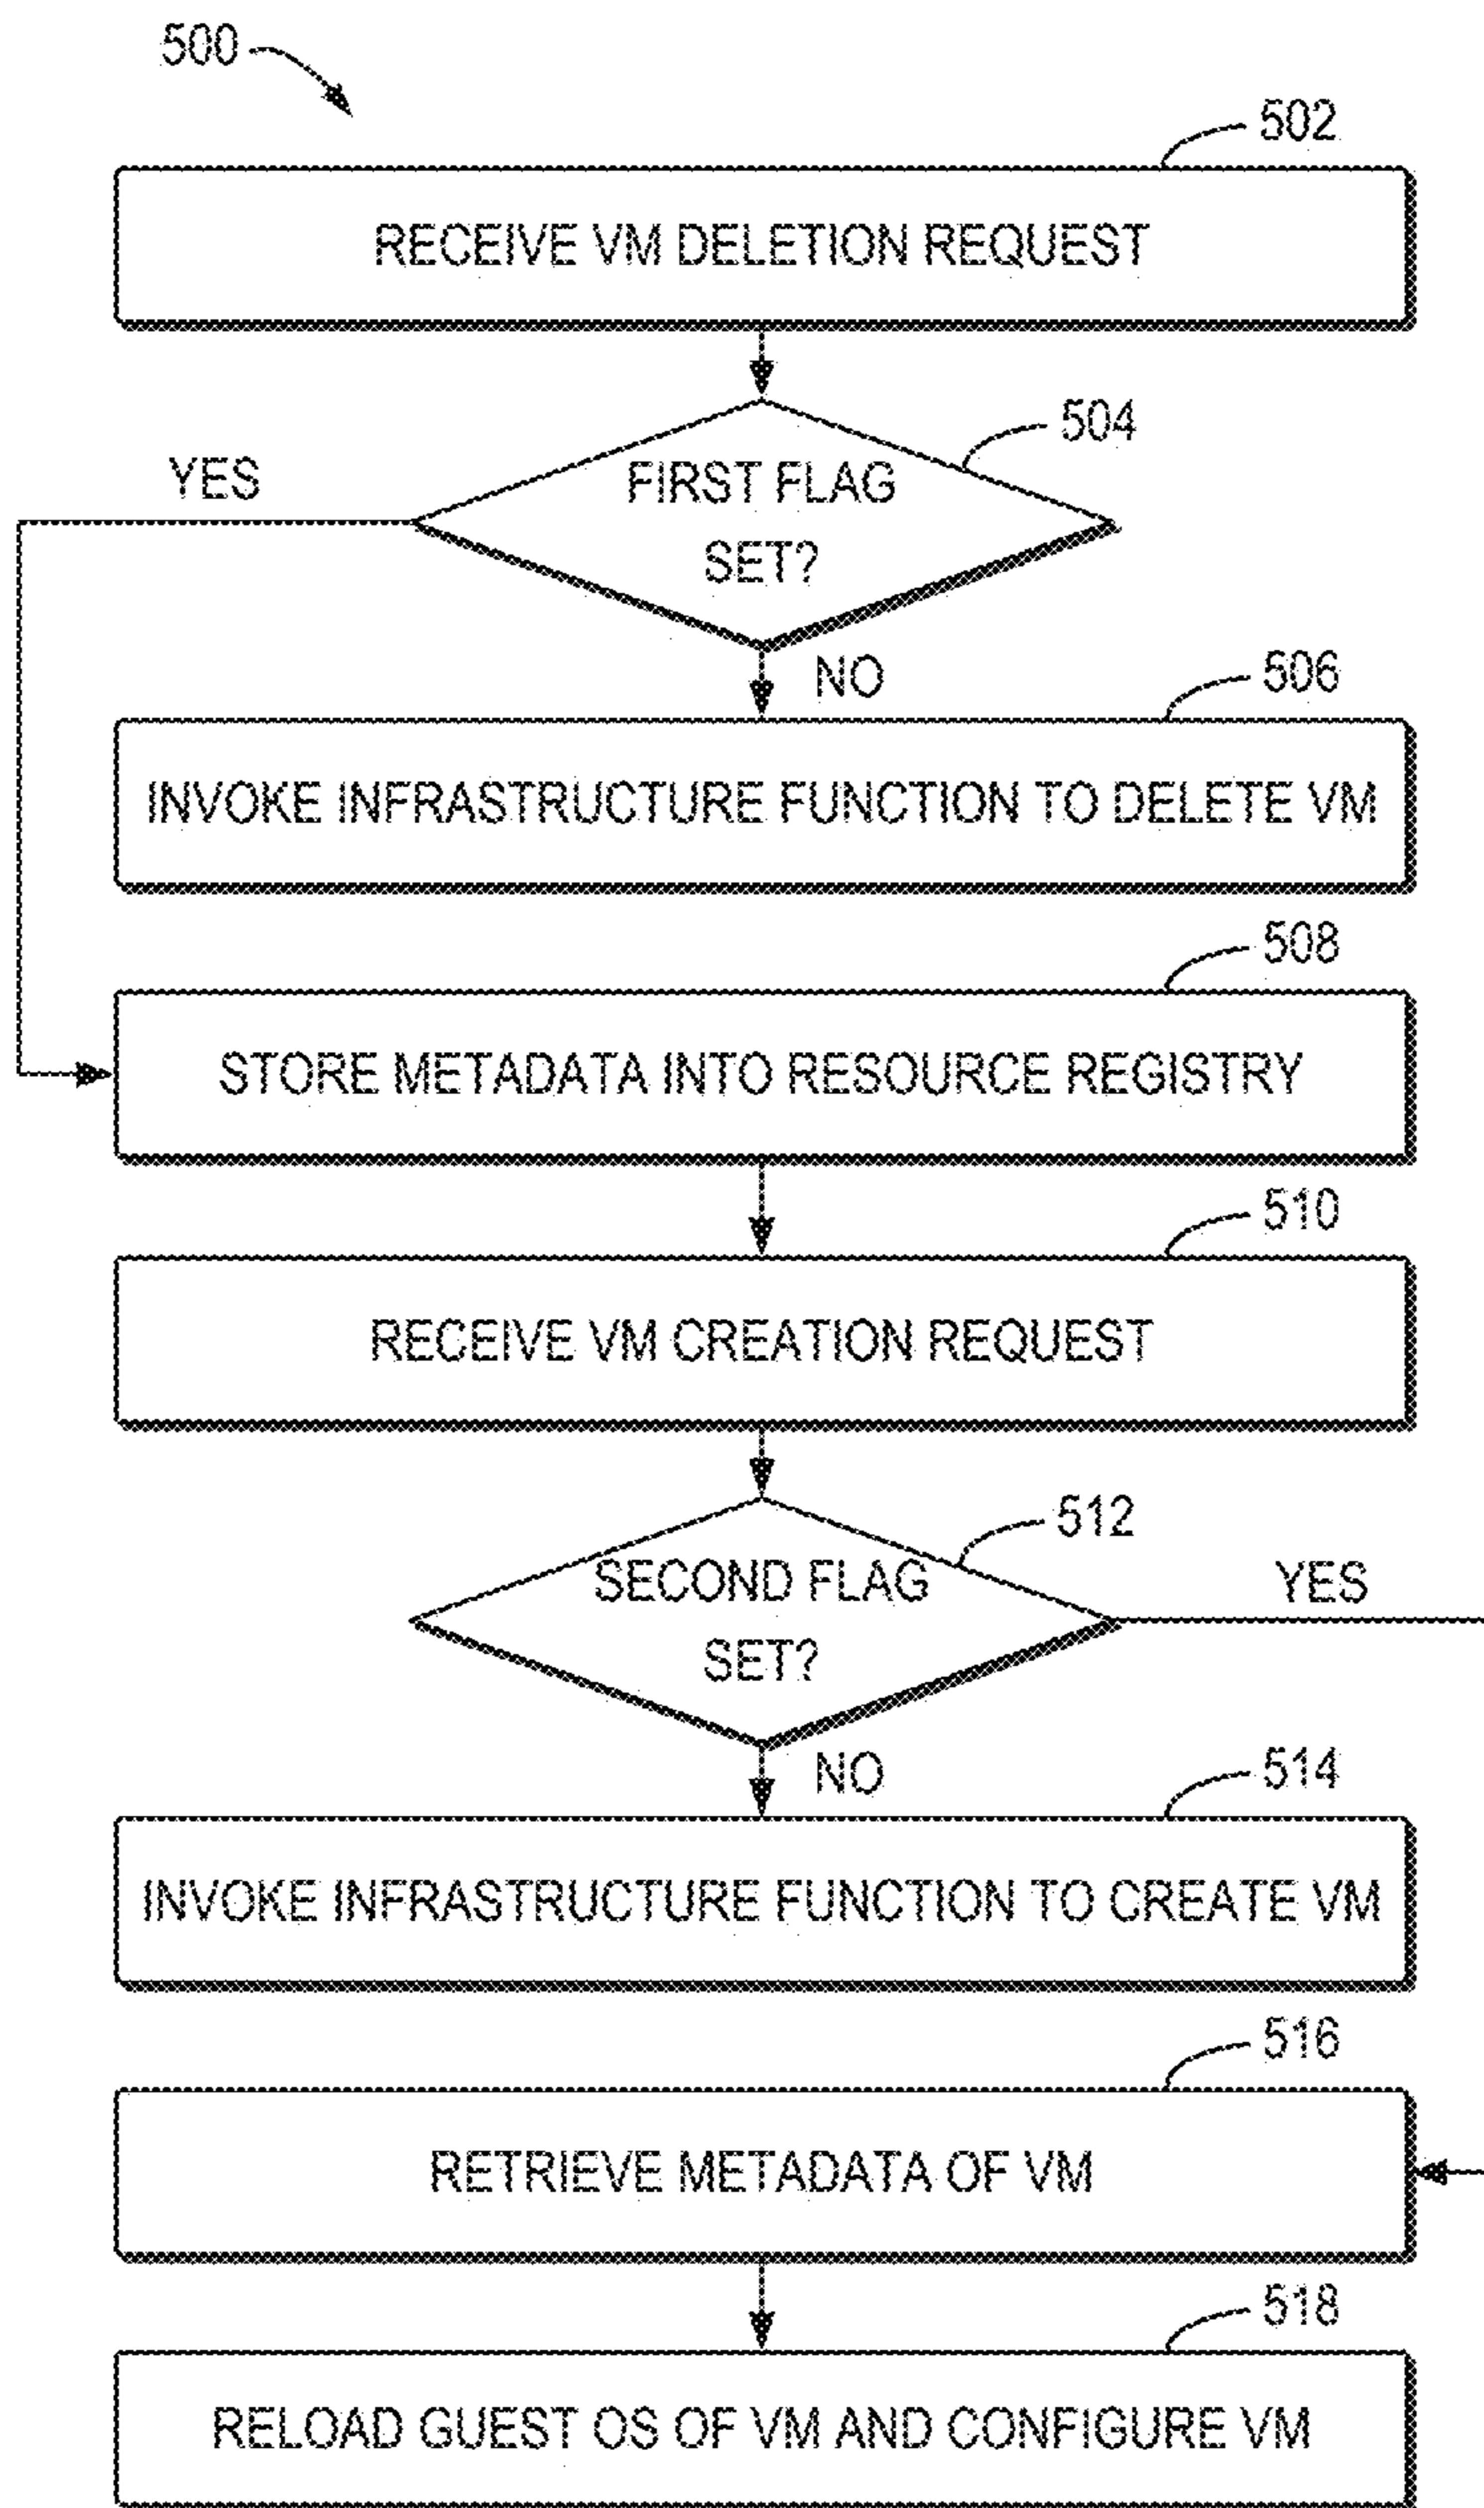 500
502
RECEIVE VM DELETION REQUEST
504
YES
FIRST FLAG
SET?
NO
506
INVOKE INFRASTRUCTURE FUNCTION TO DELETE VM
508
STORE METADATA INTO RESOURCE REGISTRY
510
RECEIVE VM CREATION REQUEST
512
SECOND FLAG
YES
SET?
NO
514
INVOKE INFRASTRUCTURE FUNCTION TO CREATE VM
516
RETRIEVE METADATA OF VM
518
RELOAD GUEST OS OF VM AND CONFIGURE VM